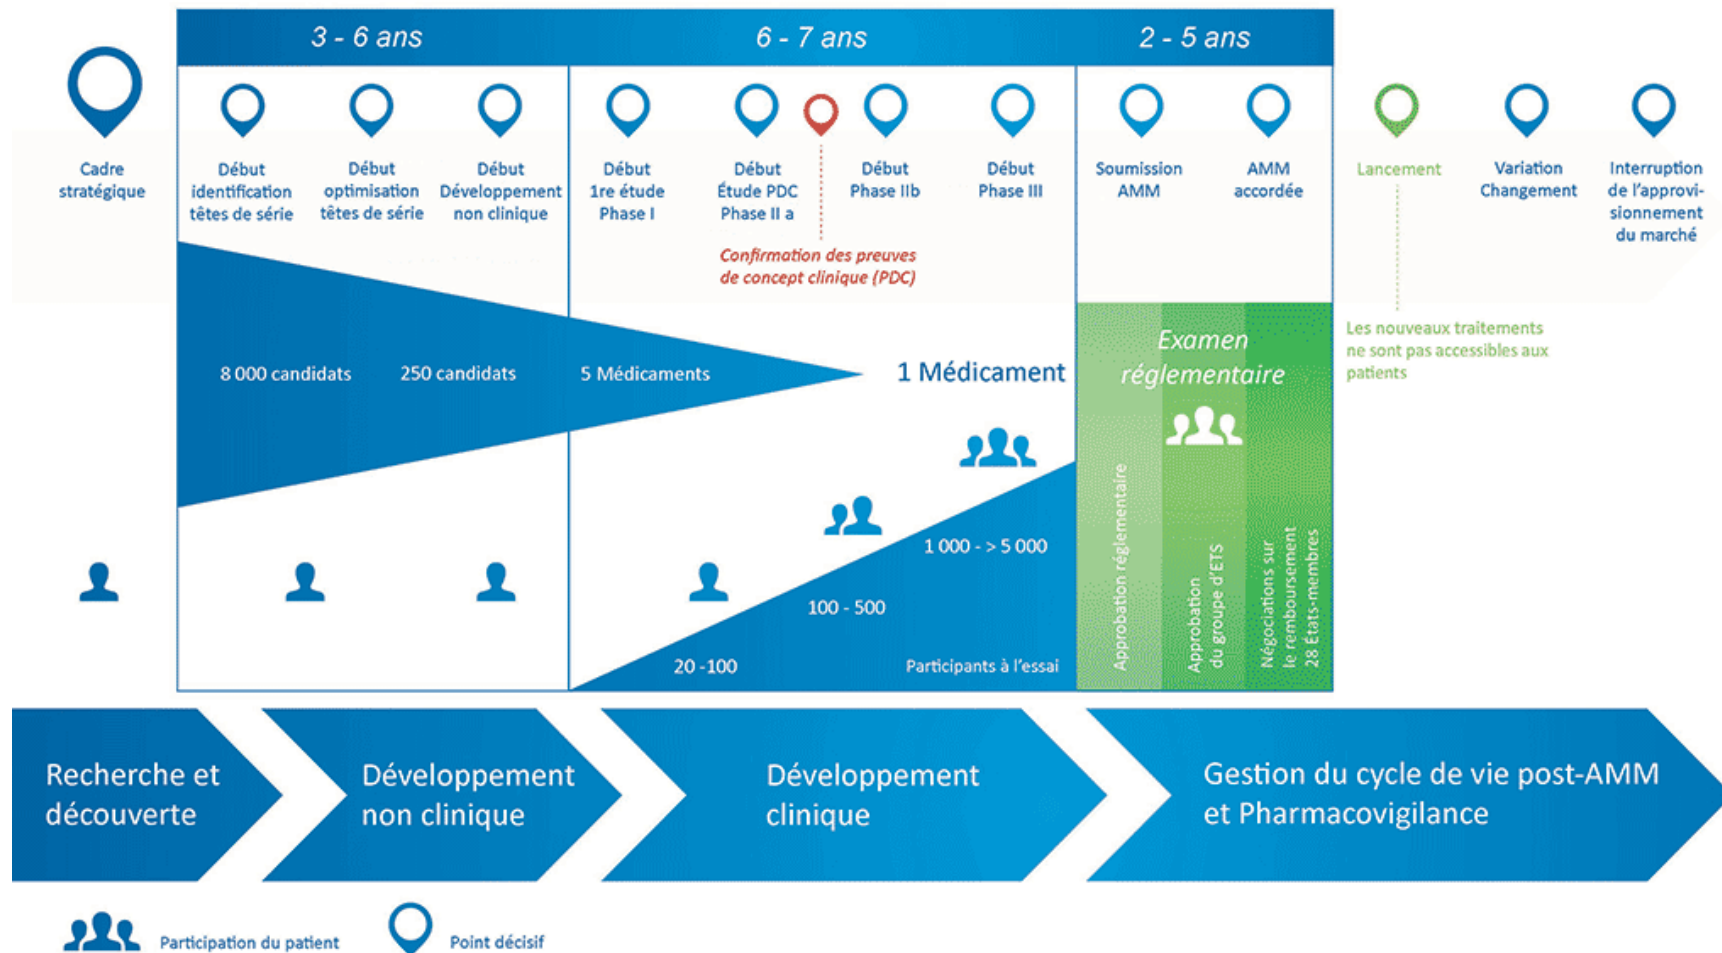 3 - 6 ans
6 - 7 ans
2 - 5 ans
Cadre
stratégique
Début
identification
têtes de série
Début
optimisation
têtes de série
Début
Développement
non clinique
Début
1re étude
Phase I
Début
Étude PDC
Phase II a
Début
Phase IIb
Début
Phase III
Soumission
AMM
AMM
accordée
Lancement
Variation
Changement
Interruption
de l'approvi-
sionnement
du marché
Confirmation des preuves
de concept clinique (PDC)
Les nouveaux traitements
ne sont pas accessibles aux
patients
8 000 candidats
250 candidats
5 Médicaments
1 Médicament
Examen
réglementaire
20 -100
100 - 500
1 000 - > 5 000
Participants à l'essai
Approbation réglementaire
Approbation
du groupe d'ETS
Négociations sur
le remboursement
28 États-membres
Recherche et
découverte
Développement
non clinique
Développement
clinique
Gestion du cycle de vie post-AMM
et Pharmacovigilance
Participation du patient
Point décisif